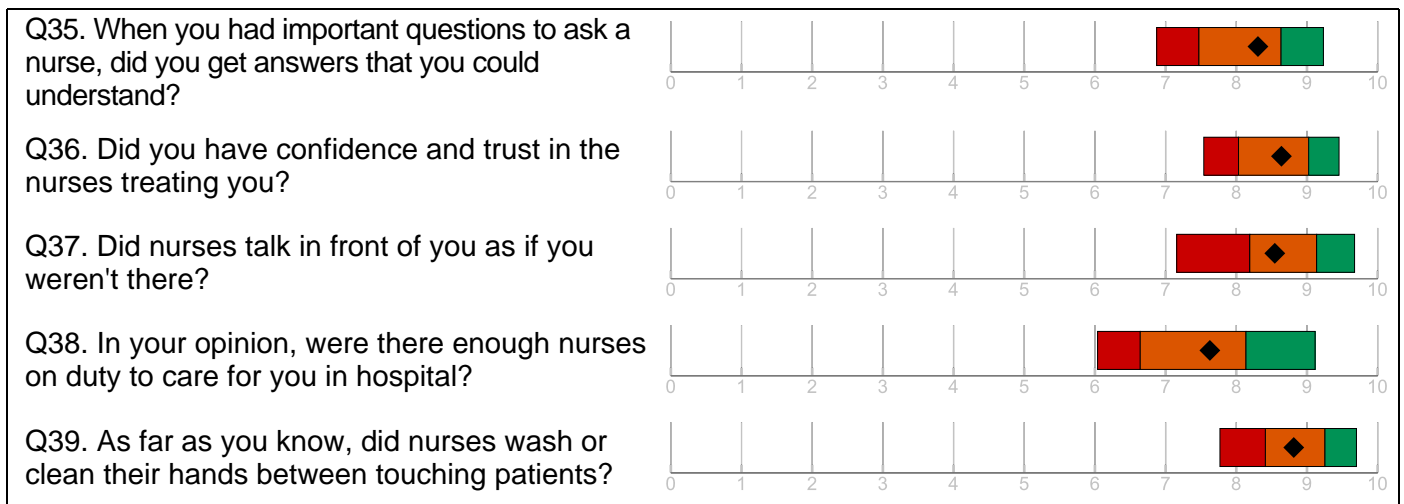 Q35. When you had important questions to ask a
nurse, did you get answers that you could
understand?
0 1 2 3 4 5 6 7 8 9 10
Q36. Did you have confidence and trust in the
nurses treating you?
0 1 2 3 4 5 6 7 8 9 10
Q37. Did nurses talk in front of you as if you
weren't there?
0 1 2 3 4 5 6 7 8 9 10
Q38. In your opinion, were there enough nurses
on duty to care for you in hospital?
0 1 2 3 4 5 6 7 8 9 10
Q39. As far as you know, did nurses wash or
clean their hands between touching patients?
0 1 2 3 4 5 6 7 8 9 10